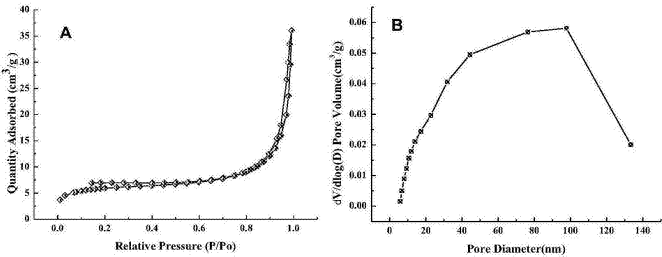 A
Quantity Adsorbed (cm³/g)
40
35
30
25
20
15
10
5
0
0.0 0.2 0.4 0.6 0.8 1.0
Relative Pressure (P/Po)
B
dV/dlog(D) Pore Volume(cm³/g)
0.06
0.05
0.04
0.03
0.02
0.01
0.00
0 20 40 60 80 100 120 140
Pore Diameter(nm)